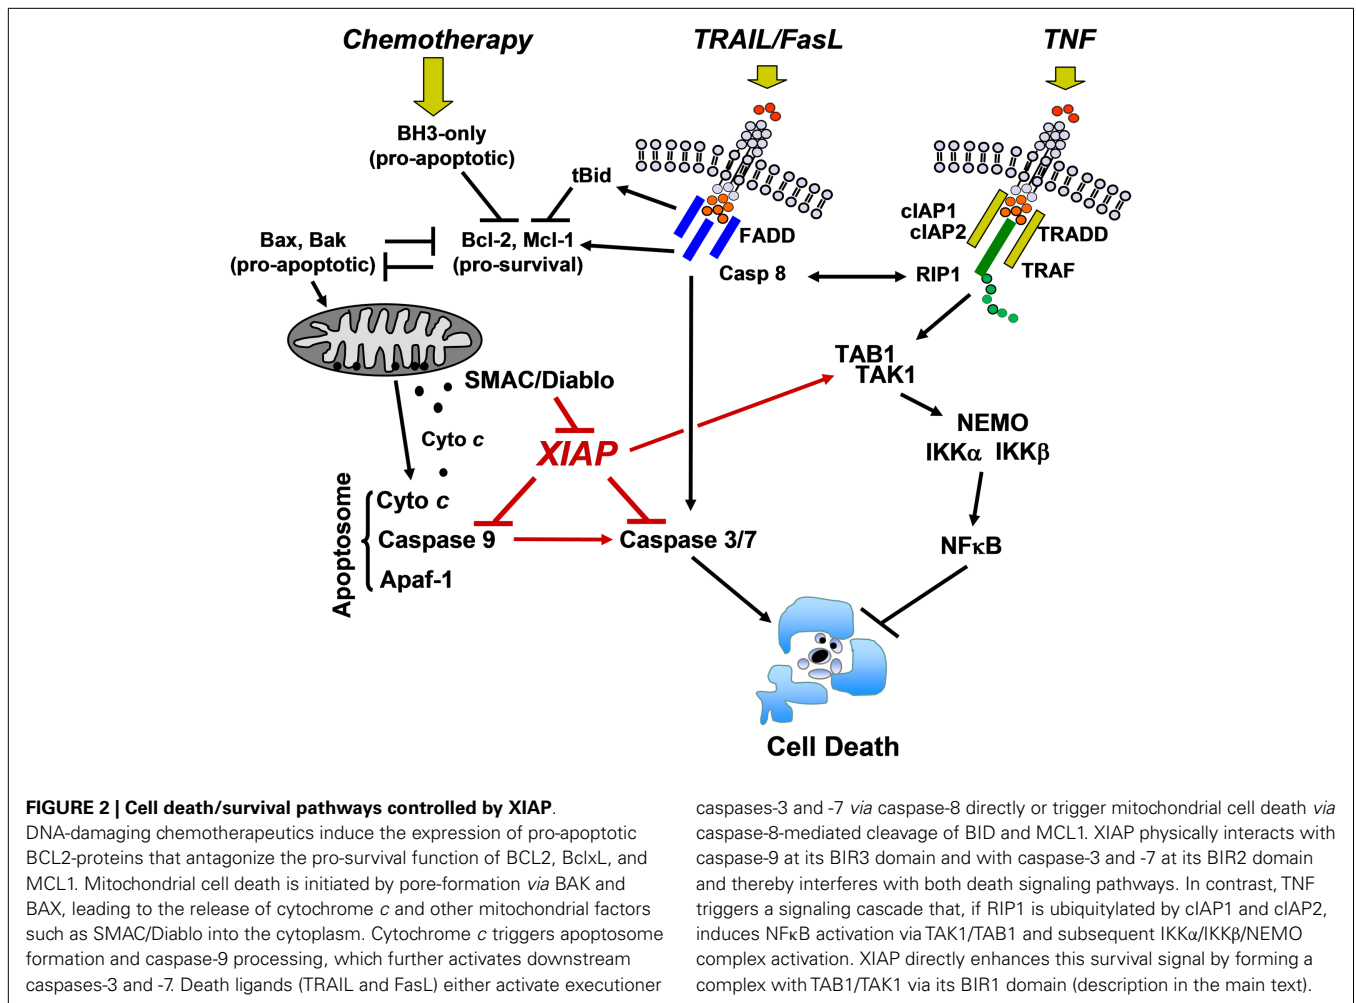 Chemotherapy
TRAIL/FasL
TNF
BH3-only
(pro-apoptotic)
tBid
Bax, Bak
(pro-apoptotic)
Bcl-2, Mcl-1
(pro-survival)
FADD
Casp 8
cIAP1
cIAP2
TRADD
TRAF
RIP1
TAB1
TAK1
SMAC/Diablo
Cyto c
XIAP
NEMO
IKKα IKKβ
Apoptosome
Cyto c
Caspase 9
Apaf-1
Caspase 3/7
NFκB
Cell Death
FIGURE 2 | Cell death/survival pathways controlled by XIAP.
DNA-damaging chemotherapeutics induce the expression of pro-apoptotic
BCL2-proteins that antagonize the pro-survival function of BCL2, BclxL, and
MCL1. Mitochondrial cell death is initiated by pore-formation via BAK and
BAX, leading to the release of cytochrome c and other mitochondrial factors
such as SMAC/Diablo into the cytoplasm. Cytochrome c triggers apoptosome
formation and caspase-9 processing, which further activates downstream
caspases-3 and -7. Death ligands (TRAIL and FasL) either activate executioner
caspases-3 and -7 via caspase-8 directly or trigger mitochondrial cell death via
caspase-8-mediated cleavage of BID and MCL1. XIAP physically interacts with
caspase-9 at its BIR3 domain and with caspase-3 and -7 at its BIR2 domain
and thereby interferes with both death signaling pathways. In contrast, TNF
triggers a signaling cascade that, if RIP1 is ubiquitylated by cIAP1 and cIAP2,
induces NFκB activation via TAK1/TAB1 and subsequent IKKα/IKKβ/NEMO
complex activation. XIAP directly enhances this survival signal by forming a
complex with TAB1/TAK1 via its BIR1 domain (description in the main text).